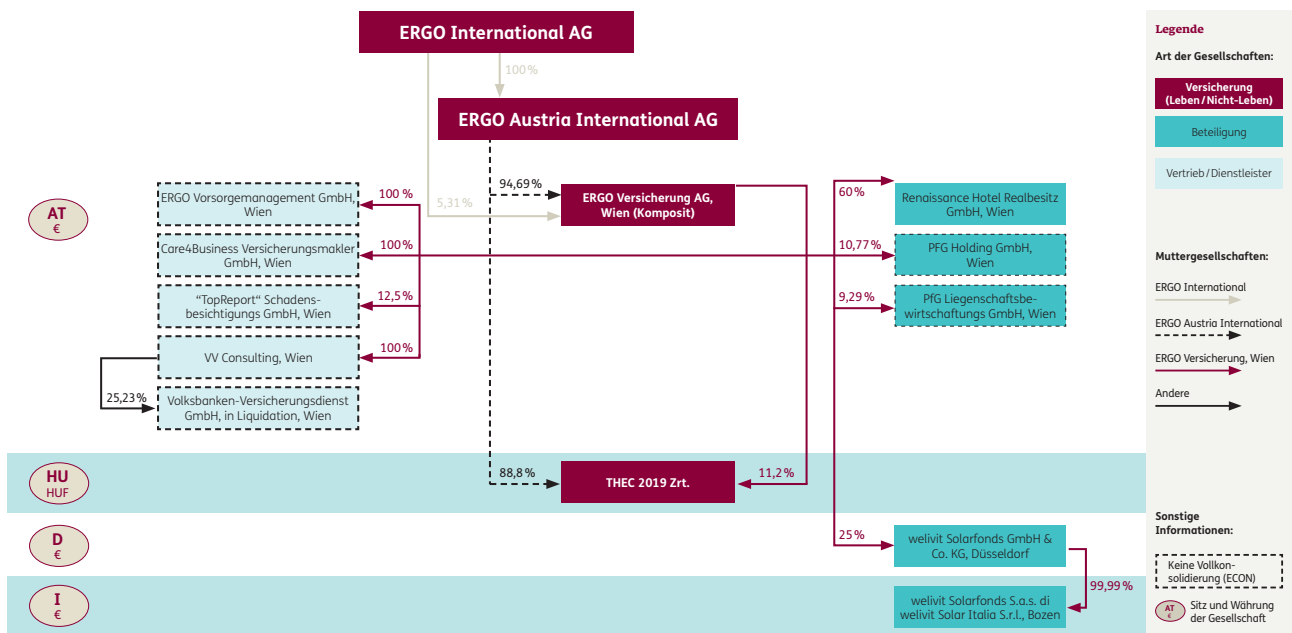 ERGO International AG
100 %
ERGO Austria International AG
94,69 %
5,31 %
ERGO Versicherung AG,
Wien (Komposit)
AT
€
ERGO Vorsorgemanagement GmbH,
Wien
100 %
Care4Business Versicherungsmakler
GmbH, Wien
100 %
"TopReport“ Schadens-
besichtigungs GmbH, Wien
12,5 %
VV Consulting, Wien
100 %
25,23 %
Volksbanken-Versicherungsdienst
GmbH, in Liquidation, Wien
60 %
Renaissance Hotel Realbesitz
GmbH, Wien
10,77 %
PFG Holding GmbH,
Wien
9,29 %
PfG Liegenschaftsbe-
wirtschaftungs GmbH, Wien
HU
HUF
88,8 %
THEC 2019 Zrt.
11,2 %
D
€
25 %
welivit Solarfonds GmbH &
Co. KG, Düsseldorf
99,99 %
I
€
welivit Solarfonds S.a.s. di
welivit Solar Italia S.r.l., Bozen
Legende
Art der Gesellschaften:
Versicherung
(Leben / Nicht-Leben)
Beteiligung
Vertrieb / Dienstleister
Muttergesellschaften:
ERGO International
ERGO Austria International
ERGO Versicherung, Wien
Andere
Sonstige
Informationen:
Keine Vollkon-
solidierung (ECON)
AT
€
Sitz und Währung
der Gesellschaft